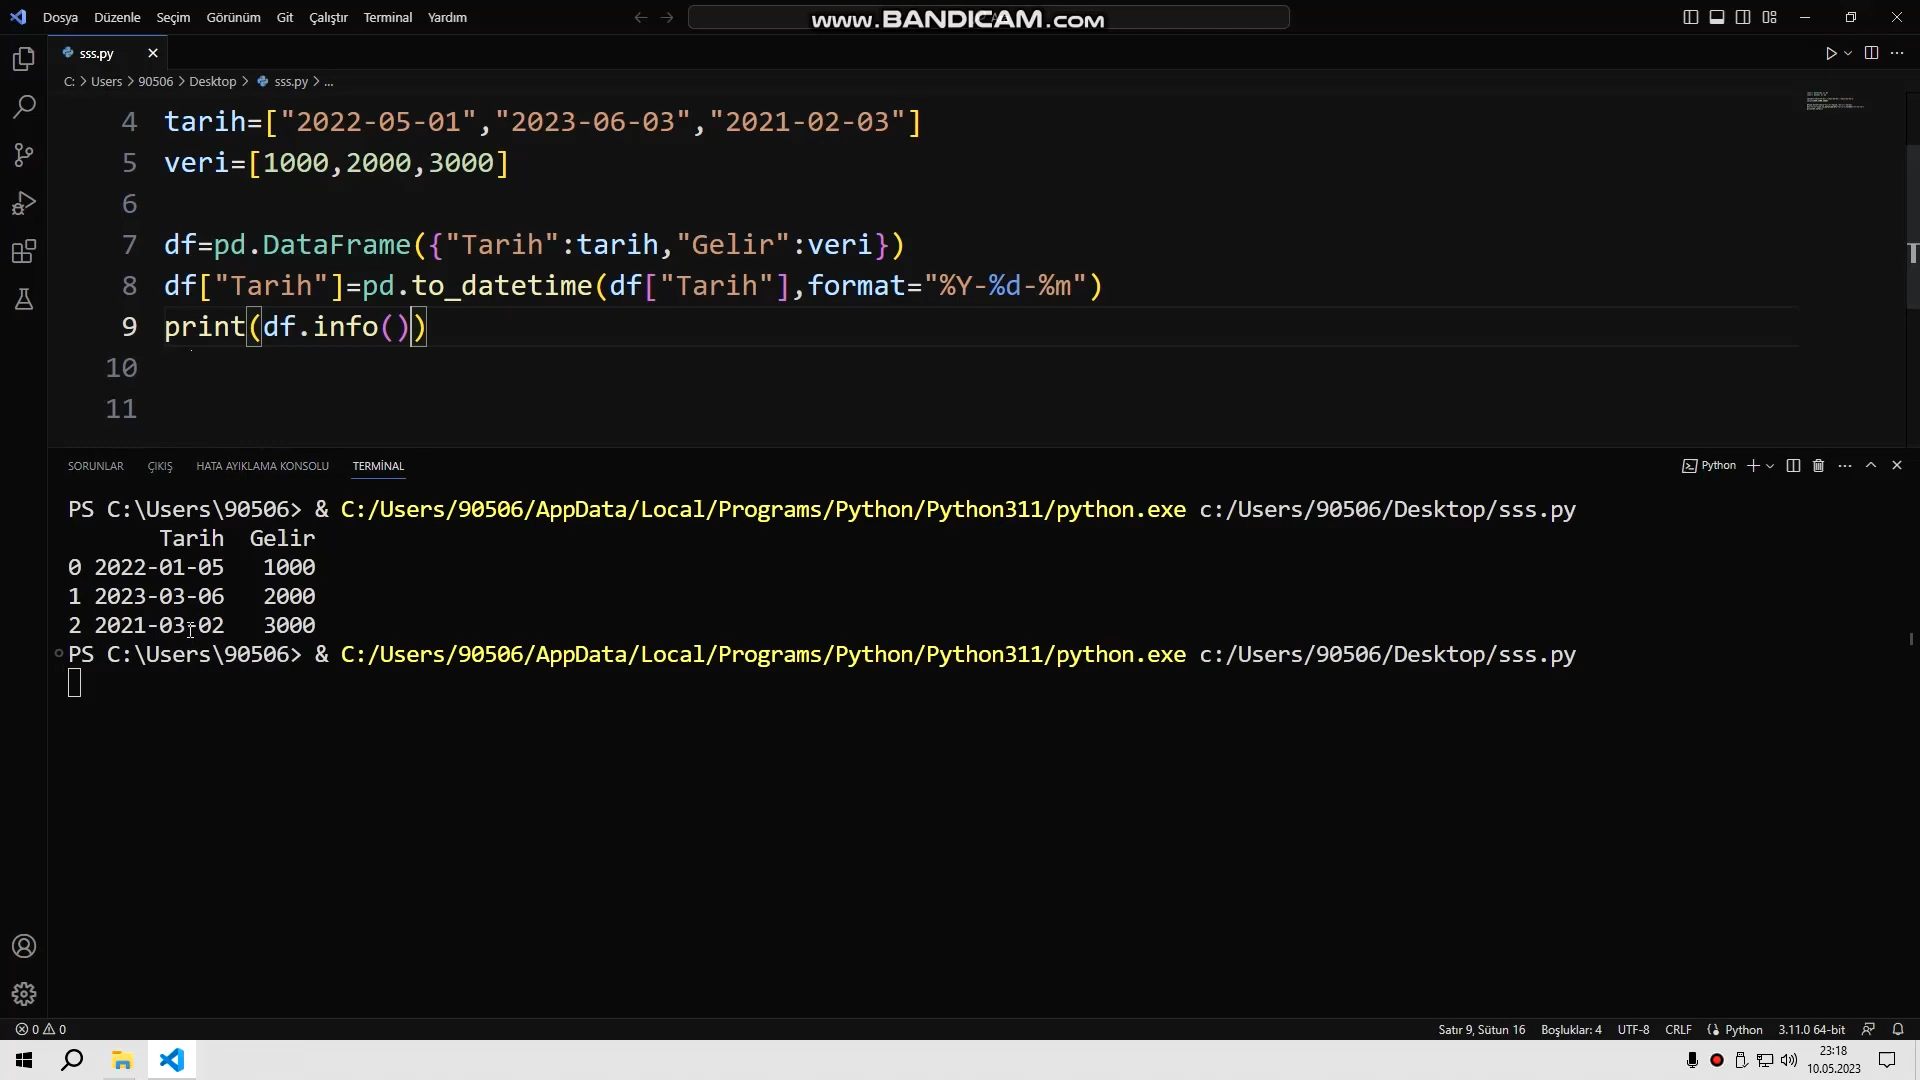 Dosya Düzenle Seçim Görünüm Git Çalıştır Terminal Yardım
www.BANDICAM.com
sss.py
C: > Users > 90506 > Desktop > sss.py > ...
4 tarih=["2022-05-01","2023-06-03","2021-02-03"]
5 veri=[1000,2000,3000]
6
7 df=pd.DataFrame({"Tarih":tarih,"Gelir":veri})
8 df["Tarih"]=pd.to_datetime(df["Tarih"],format="%Y-%d-%m")
9 print(df.info())
10
11
SORUNLAR ÇIKIŞ HATA AYIKLAMA KONSOLU TERMİNAL Python
PS C:\Users\90506> & C:/Users/90506/AppData/Local/Programs/Python/Python311/python.exe c:/Users/90506/Desktop/sss.py
Tarih Gelir
0 2022-01-05 1000
1 2023-03-06 2000
2 2021-03-02 3000
PS C:\Users\90506> & C:/Users/90506/AppData/Local/Programs/Python/Python311/python.exe c:/Users/90506/Desktop/sss.py
0 0 Satır 9, Sütun 16 Boşluklar: 4 UTF-8 CRLF Python 3.11.0 64-bit
23:18
10.05.2023